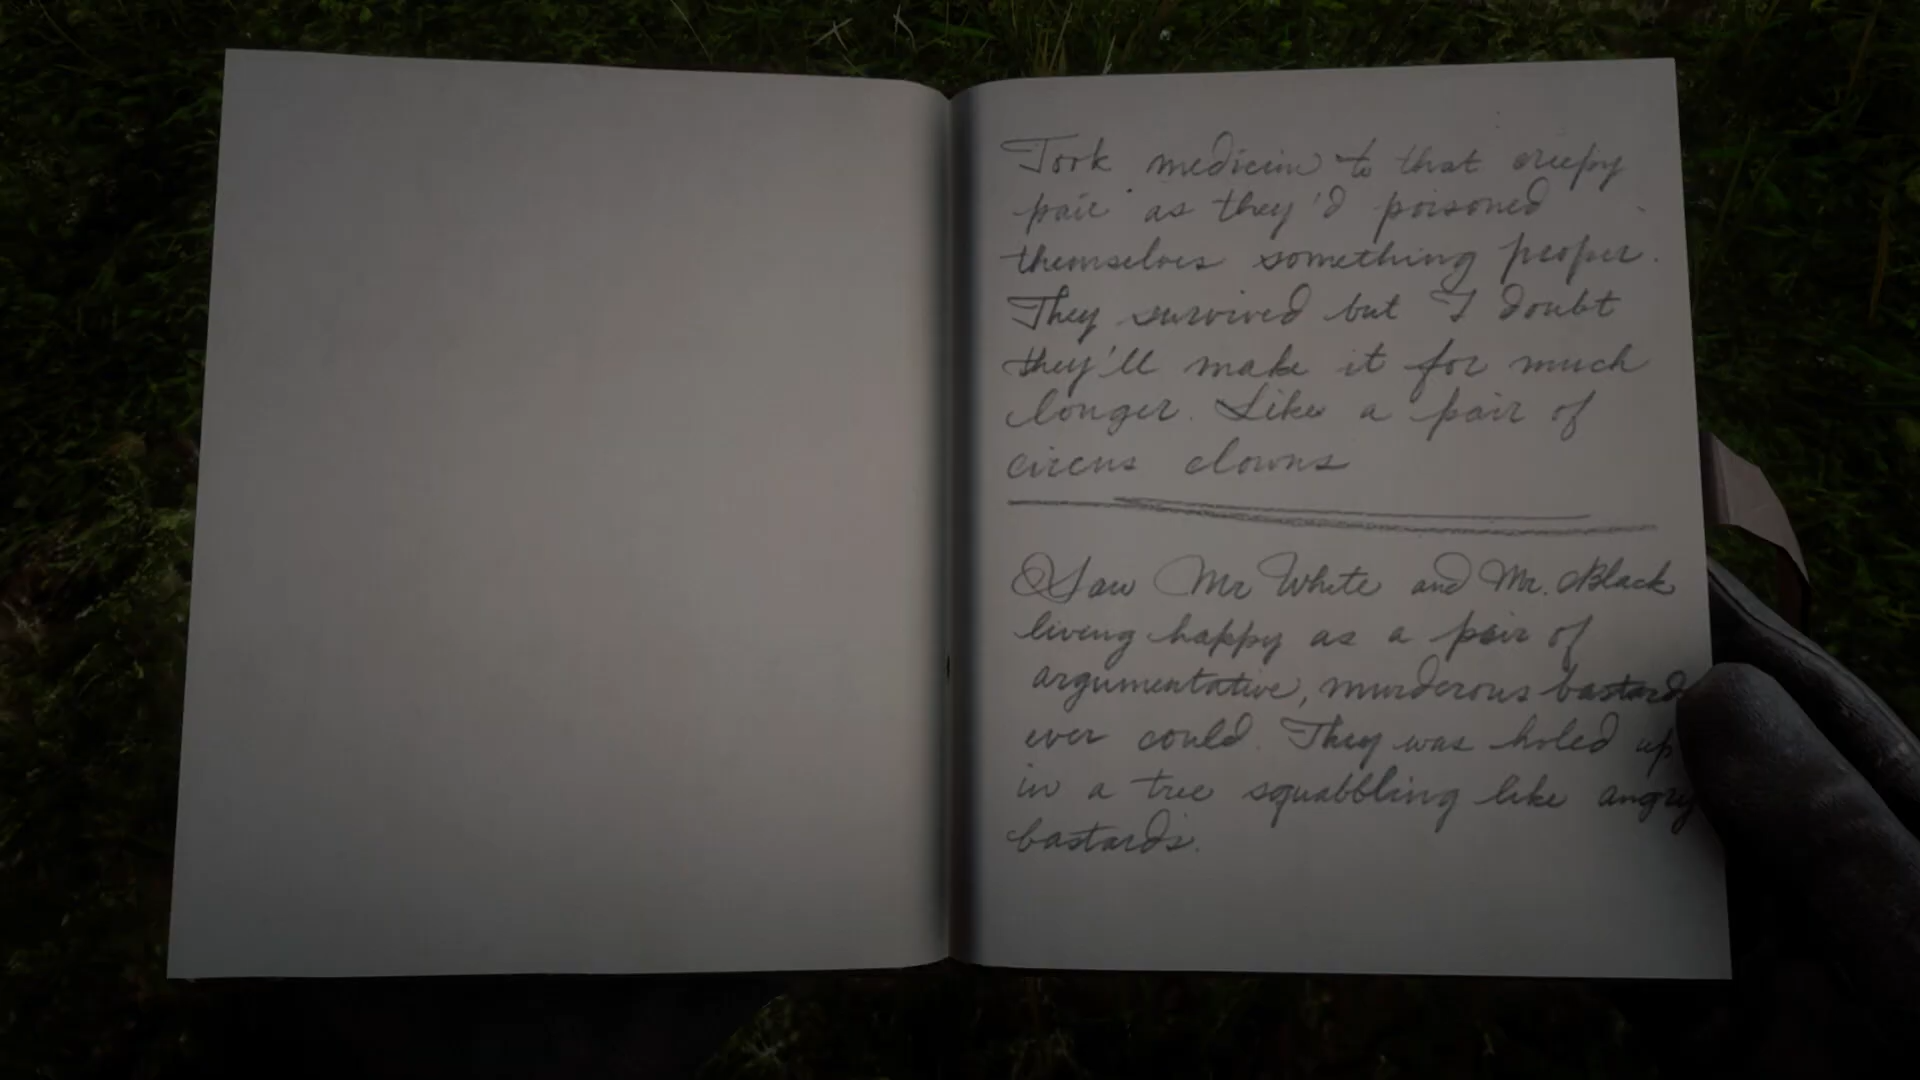 Took medicine to that creepy
pair as they'd poisoned
themselves something proper.
They survived but I doubt
they'll make it for much
longer. Like a pair of
circus clowns
Saw Mr White and Mr. Black
living happy as a pair of
argumentative, murderous bastards
ever could. They was holed up
in a tree squabbling like angry
bastards.